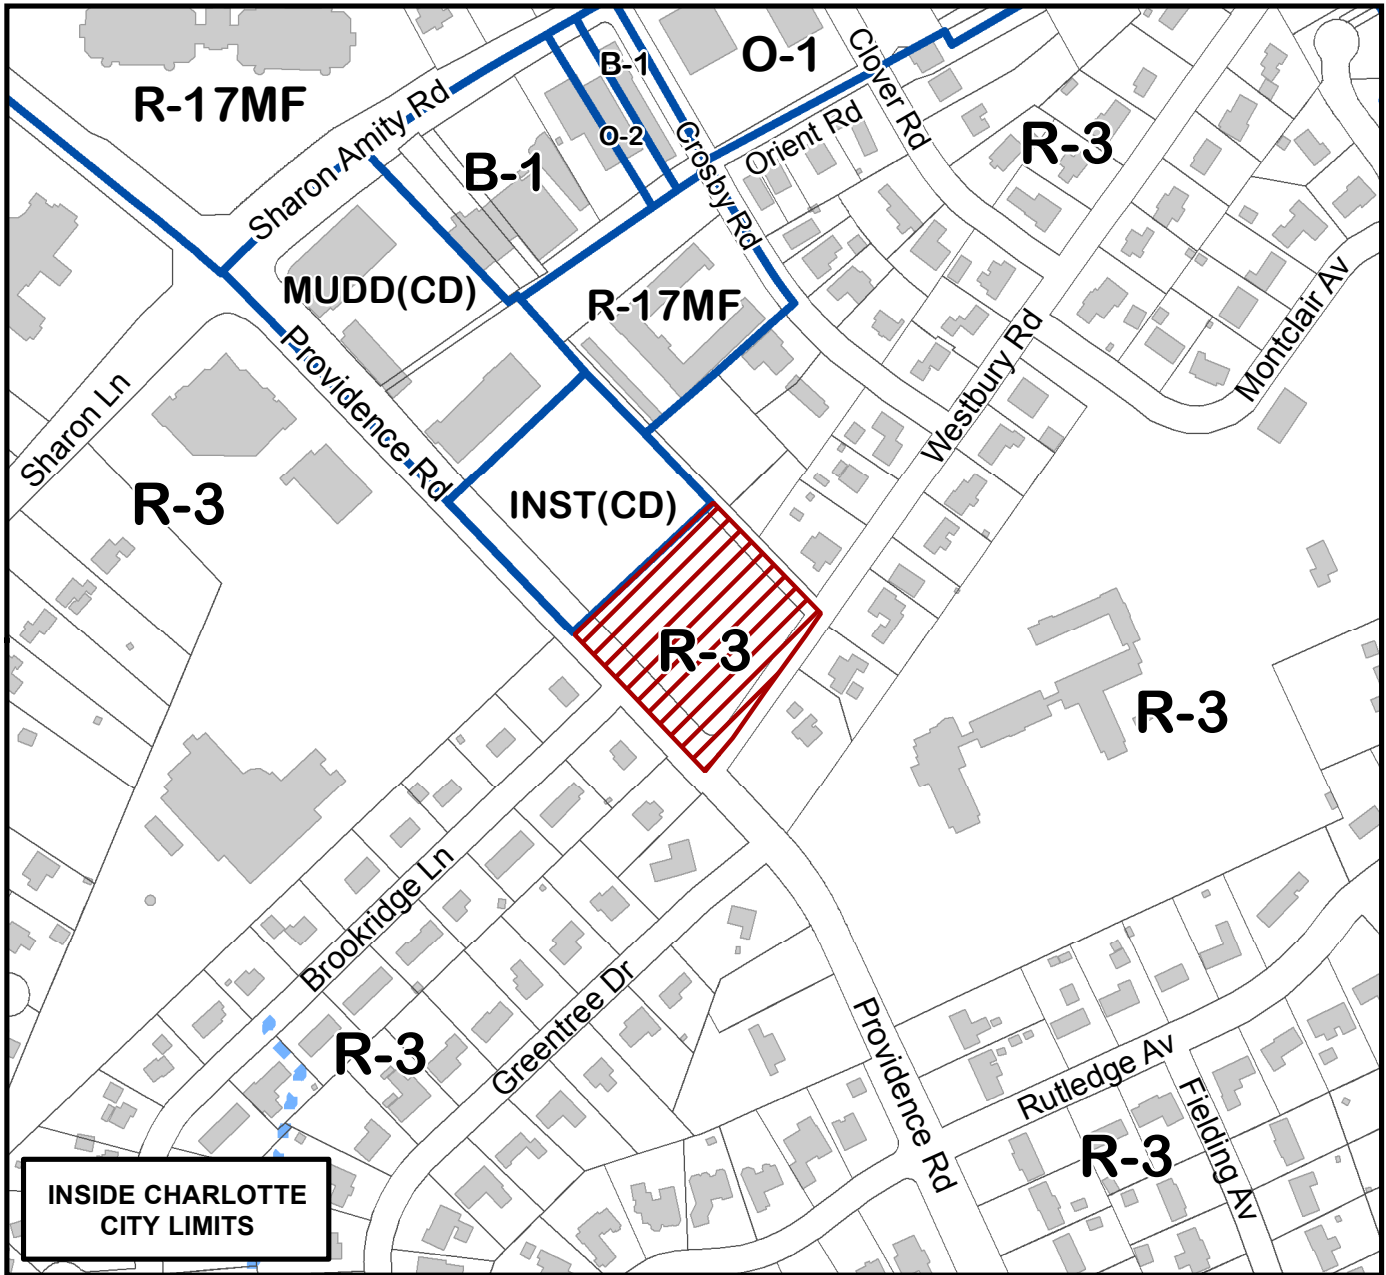 O-1
B-1
R-17MF
Sharon Amity Rd
O-2
Clover Rd
Crosby Rd
Orient Rd
R-3
B-1
MUDD(CD)
R-17MF
Providence Rd
Westbury Rd
Montclair Av
Sharon Ln
R-3
INST(CD)
R-3
R-3
Brookridge Ln
Greentree Dr
R-3
Providence Rd
Rutledge Av
Fielding Av
R-3
INSIDE CHARLOTTE
CITY LIMITS